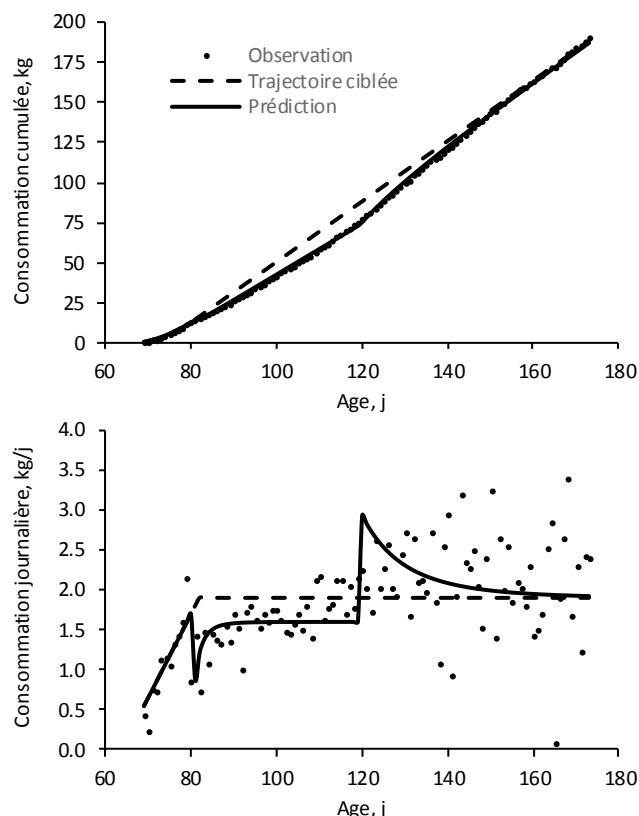 Consommation cumulée, kg
200
175
150
125
100
75
50
25
0
Observation
Trajectoire ciblée
Prédiction
60 80 100 120 140 160 180
Age, j
Consommation journalière, kg/j
4.0
3.5
3.0
2.5
2.0
1.5
1.0
0.5
0.0
60 80 100 120 140 160 180
Age, j